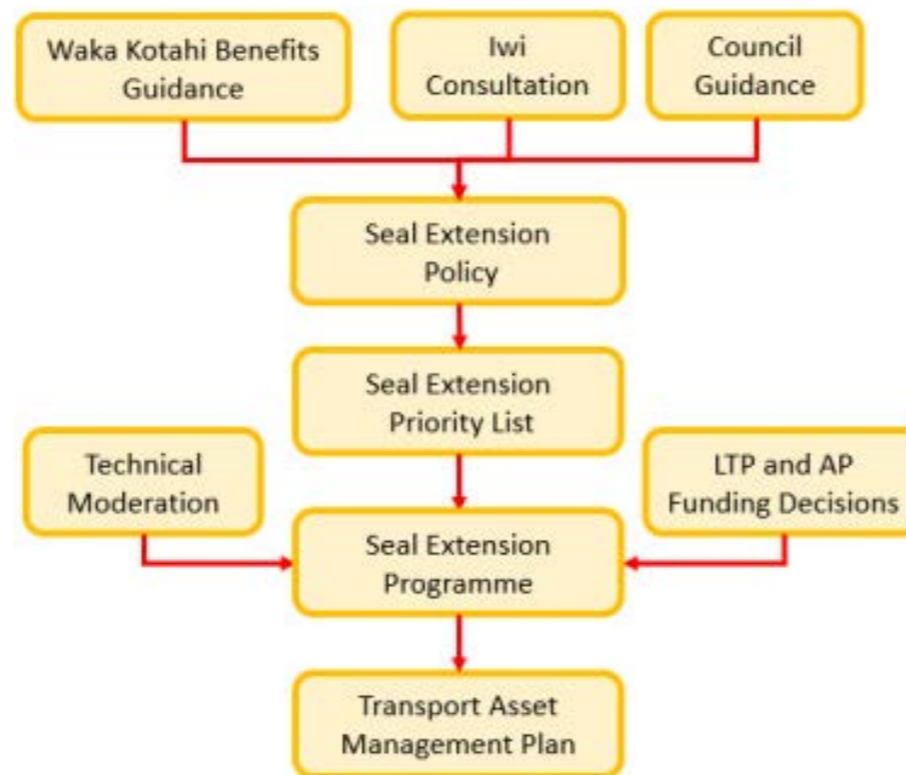 Waka Kotahi Benefits
Guidance
Iwi
Consultation
Council
Guidance
Seal Extension
Policy
Seal Extension
Priority List
Technical
Moderation
LTP and AP
Funding Decisions
Seal Extension
Programme
Transport Asset
Management Plan